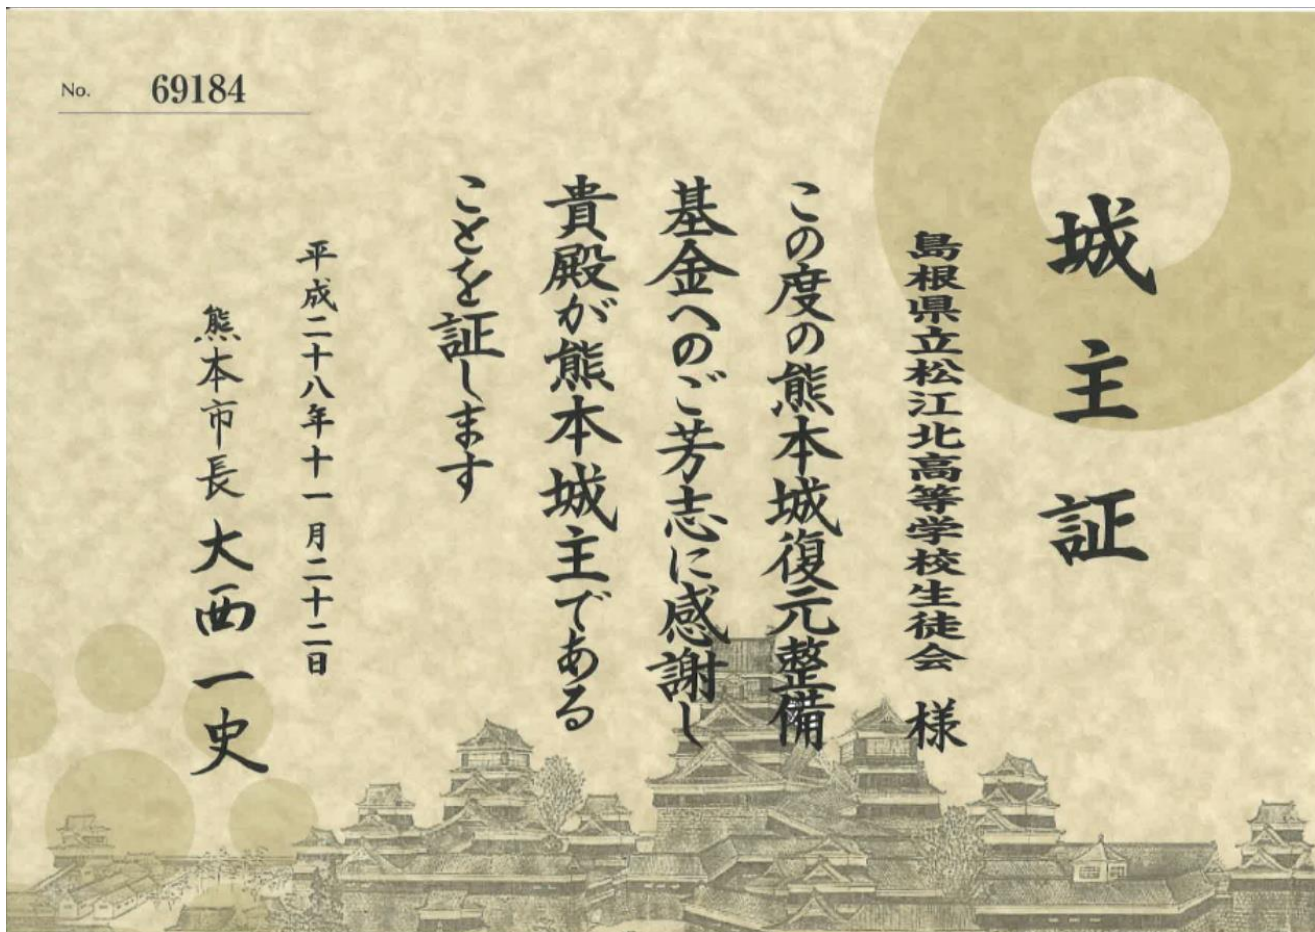 No. 69184
城主証
島根県立松江北高等学校生徒会 様
この度の熊本城復元整備
基金へのご芳志に感謝し
貴殿が熊本城主である
ことを証します
平成二十八年十一月二十二日
熊本市長 大西一史